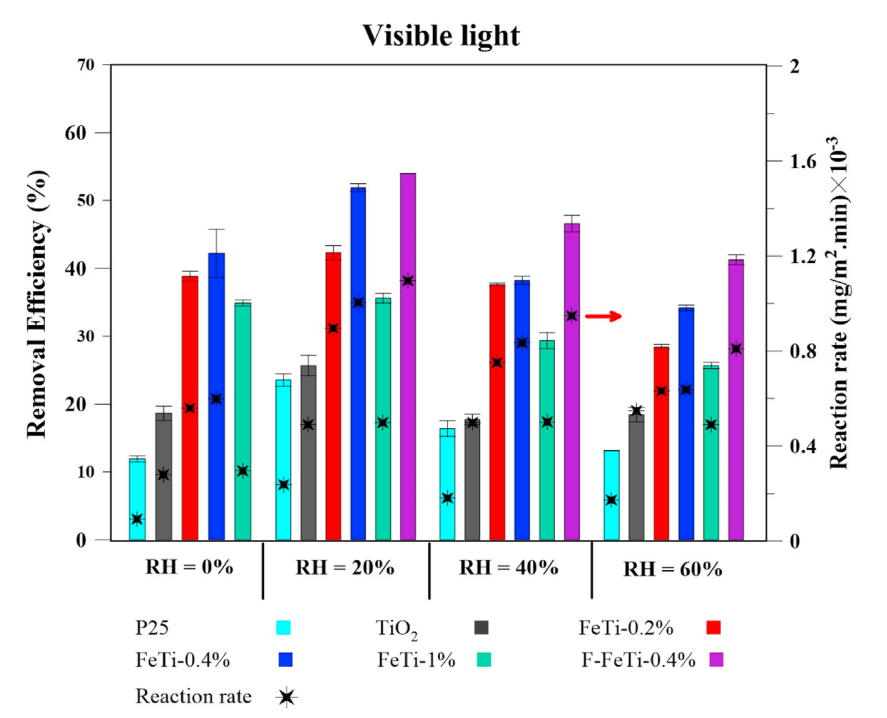 Visible light
Removal Efficiency (%)
70
60
50
40
30
20
10
0
2
1.6
1.2
0.8
0.4
0
Reaction rate (mg/m².min)×10⁻³
RH = 0%
RH = 20%
RH = 40%
RH = 60%
P25
TiO₂
FeTi-0.2%
FeTi-0.4%
FeTi-1%
F-FeTi-0.4%
Reaction rate